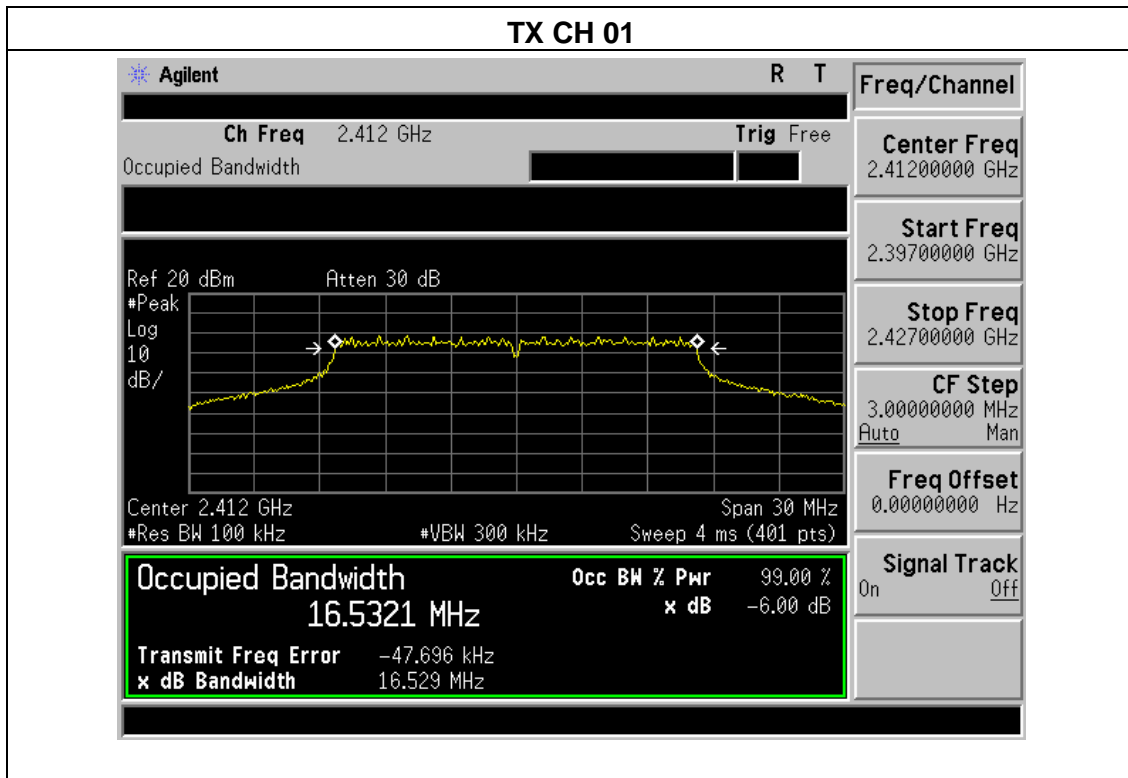 TX CH 01
Agilent R T
Freq/Channel
Ch Freq 2.412 GHz Trig Free
Occupied Bandwidth
Center Freq
2.41200000 GHz
Start Freq
2.39700000 GHz
Stop Freq
2.42700000 GHz
CF Step
3.00000000 MHz
Auto Man
Freq Offset
0.00000000 Hz
Signal Track
On Off
Ref 20 dBm Atten 30 dB
#Peak
Log
10
dB/
Center 2.412 GHz Span 30 MHz
#Res BW 100 kHz #VBW 300 kHz Sweep 4 ms (401 pts)
Occupied Bandwidth Occ BW % Pwr 99.00 %
16.5321 MHz x dB -6.00 dB
Transmit Freq Error -47.696 kHz
x dB Bandwidth 16.529 MHz